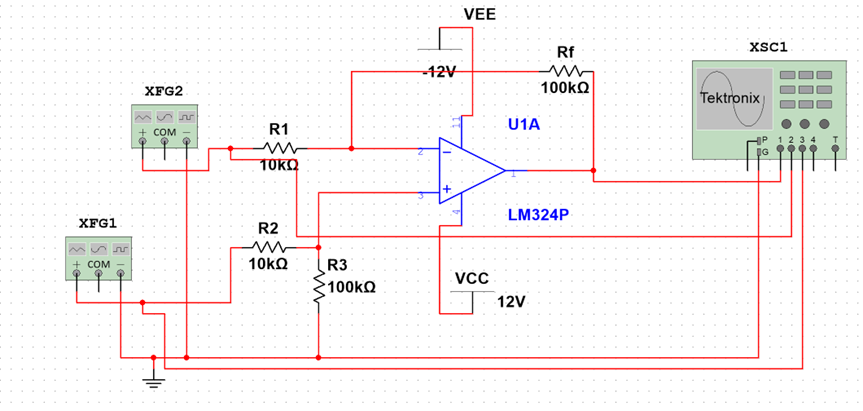 VEE
-12V
Rf
100kΩ
XSC1
Tektronix
P
G
1 2 3 4 T
XFG2
+ COM −
R1
10kΩ
U1A
11
2
−
+
3
1
4
LM324P
XFG1
+ COM −
R2
10kΩ
R3
100kΩ
VCC
12V